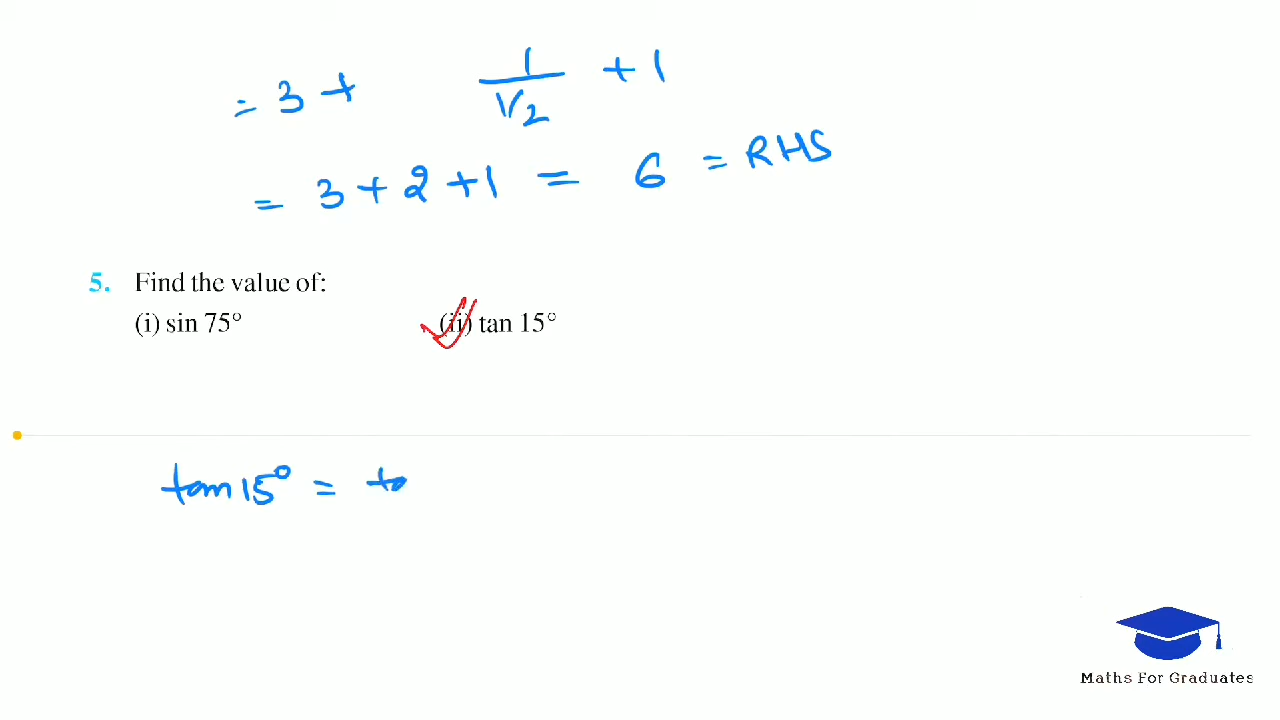 = 3 + 1/1/2 + 1
= 3 + 2 + 1 = 6 = RHS
5. Find the value of:
(i) sin 75° (ii) tan 15°
tan 15° = ta
Maths For Graduates